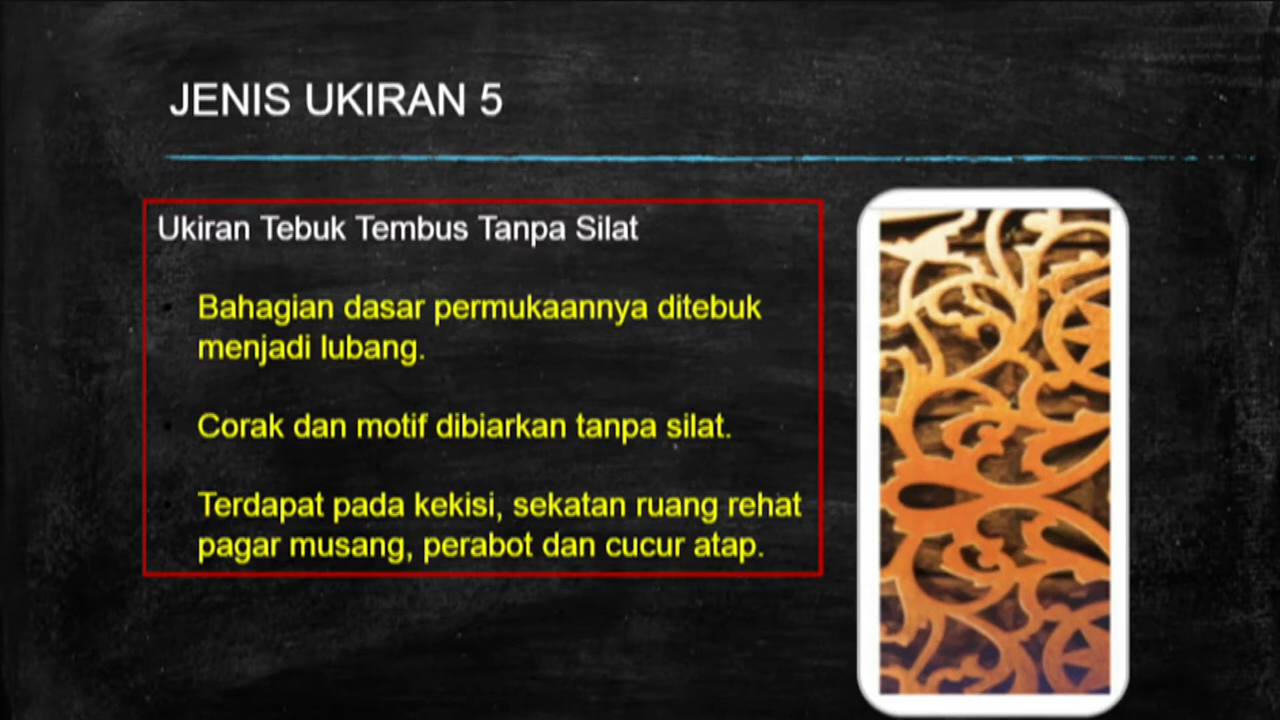 JENIS UKIRAN 5
Ukiran Tebuk Tembus Tanpa Silat
Bahagian dasar permukaannya ditebuk
menjadi lubang.
Corak dan motif dibiarkan tanpa silat.
Terdapat pada kekisi, sekatan ruang rehat
pagar musang, perabot dan cucur atap.